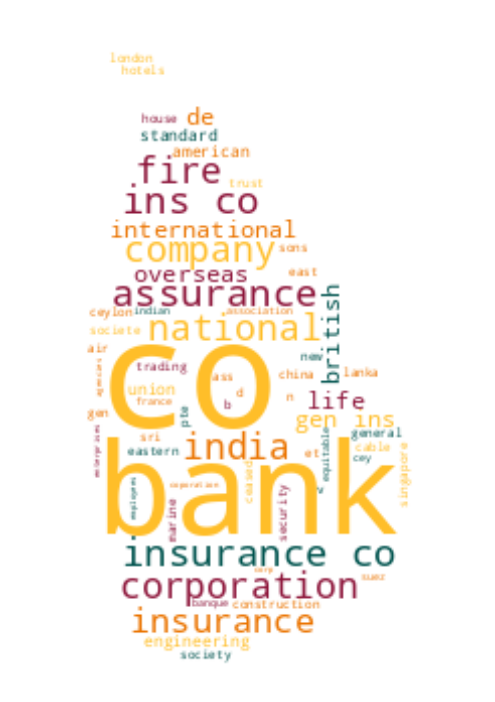 london
hotels
house
de
standard
american
fire
trust
ins co
international
company
sons
overseas
east
assurance
british
ceylon
indian
association
societe
national
air
new
co
trading
ass
china
lanka
union
d
n
france
b
life
gen
pte
gen ins
sri
general
eastern
india
et
equitable
cable
cey
enterprises
singapore
bank
ceased
employees
corporation
marine
security
insurance co
corp
suez
corporation
banque
construction
insurance
engineering
society